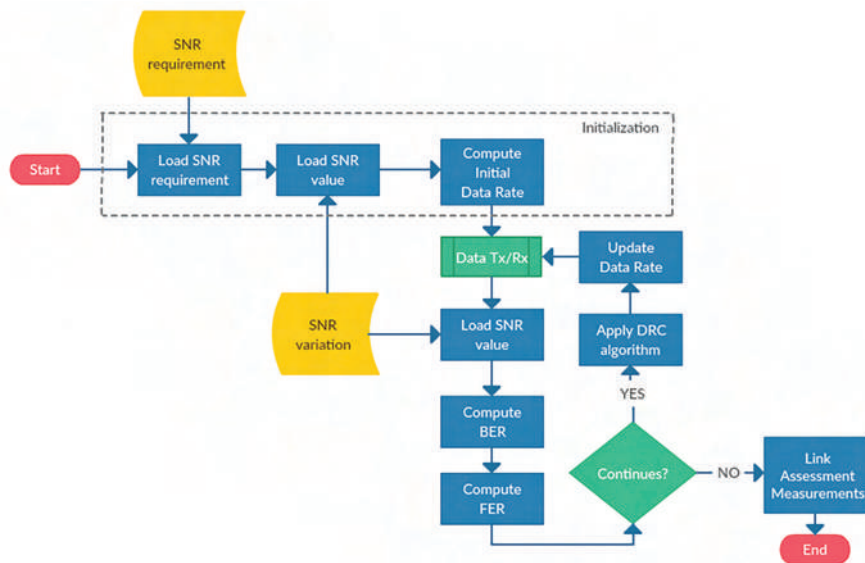 SNR
requirement
Initialization
Start
Load SNR
requirement
Load SNR
value
Compute
Initial
Data Rate
Data Tx/Rx
Update
Data Rate
SNR
variation
Load SNR
value
Apply DRC
algorithm
YES
Compute
BER
Continues?
NO
Link
Assessment
Measurements
Compute
FER
End